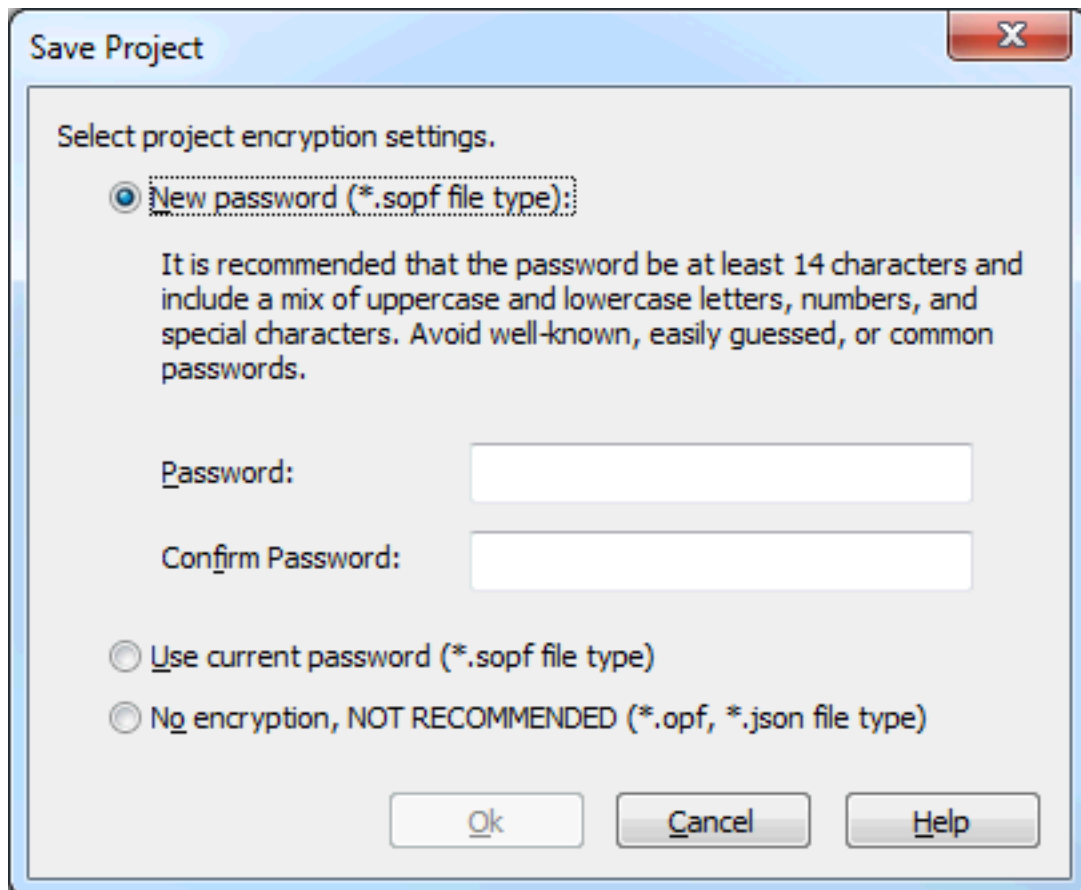 Save Project
Select project encryption settings.
New password (*.sopf file type):
It is recommended that the password be at least 14 characters and
include a mix of uppercase and lowercase letters, numbers, and
special characters. Avoid well-known, easily guessed, or common
passwords.
Password:
Confirm Password:
Use current password (*.sopf file type)
No encryption, NOT RECOMMENDED (*.opf, *.json file type)
Ok Cancel Help